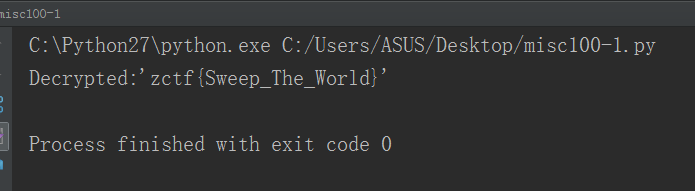 misc100-1
C:\Python27\python.exe C:/Users/ASUS/Desktop/misc100-1.py
Decrypted:'zctf{Sweep_The_World}'
Process finished with exit code 0